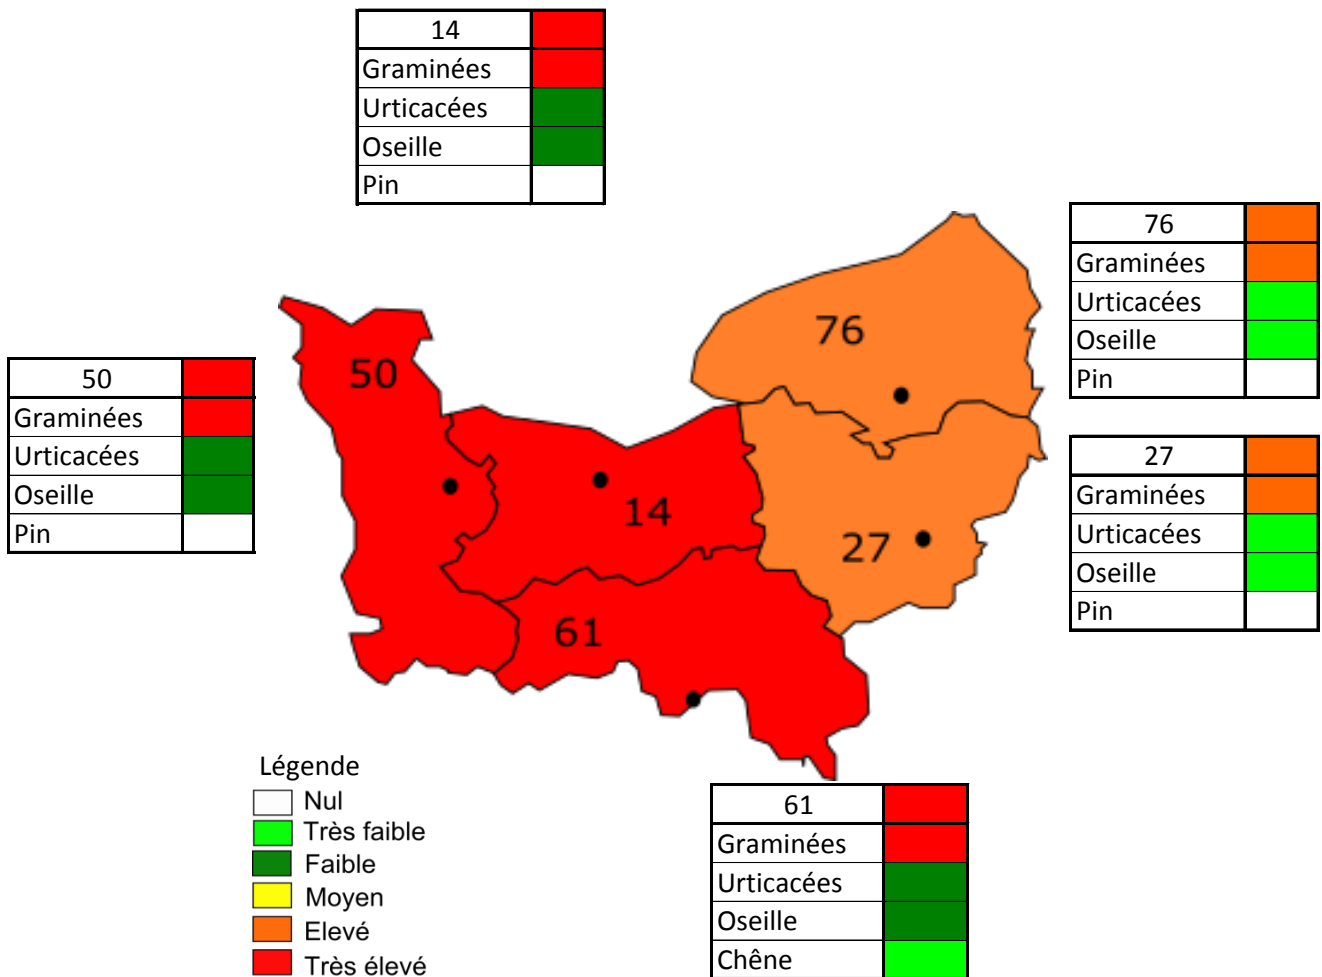 14
Graminées
Urticacées
Oseille
Pin
76
Graminées
Urticacées
Oseille
Pin
76
50
50
Graminées
Urticacées
Oseille
Pin
27
Graminées
Urticacées
Oseille
Pin
14
27
61
Légende
Nul
Très faible
Faible
Moyen
Elevé
Très élevé
61
Graminées
Urticacées
Oseille
Chêne